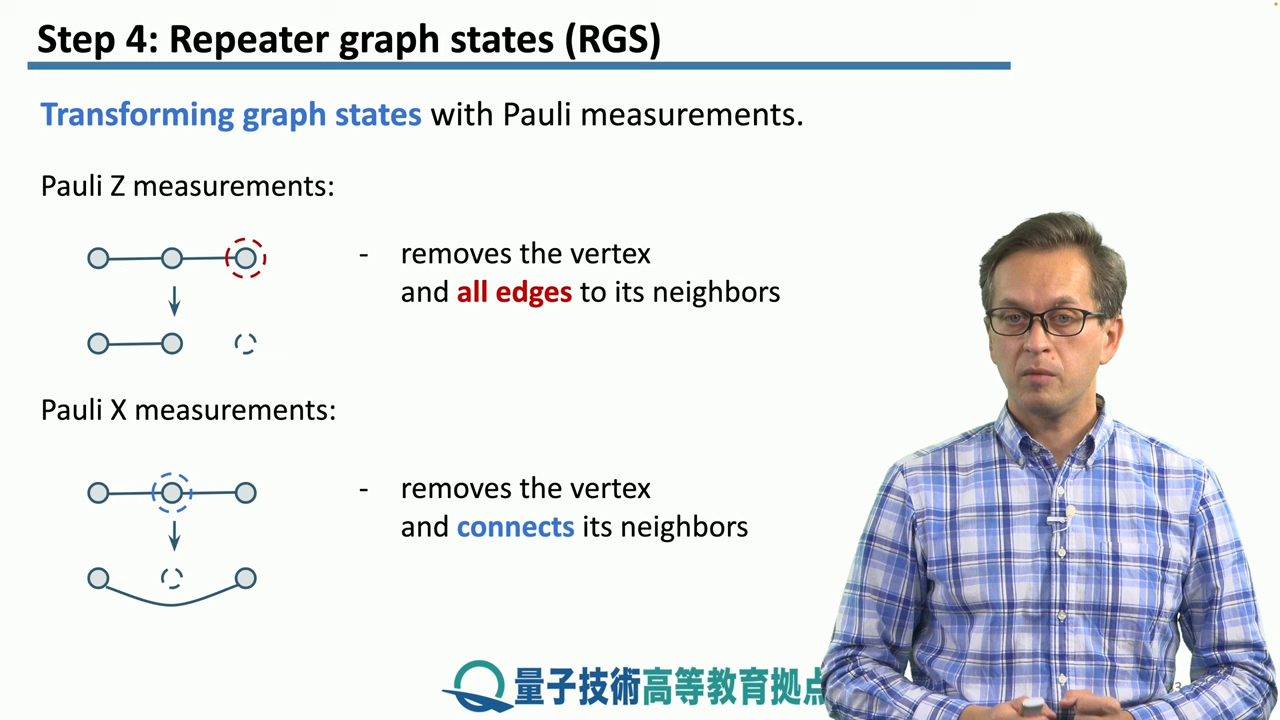 Step 4: Repeater graph states (RGS)
Transforming graph states with Pauli measurements.
Pauli Z measurements:
- removes the vertex
and all edges to its neighbors
Pauli X measurements:
- removes the vertex
and connects its neighbors
量子技術高等教育拠点
3